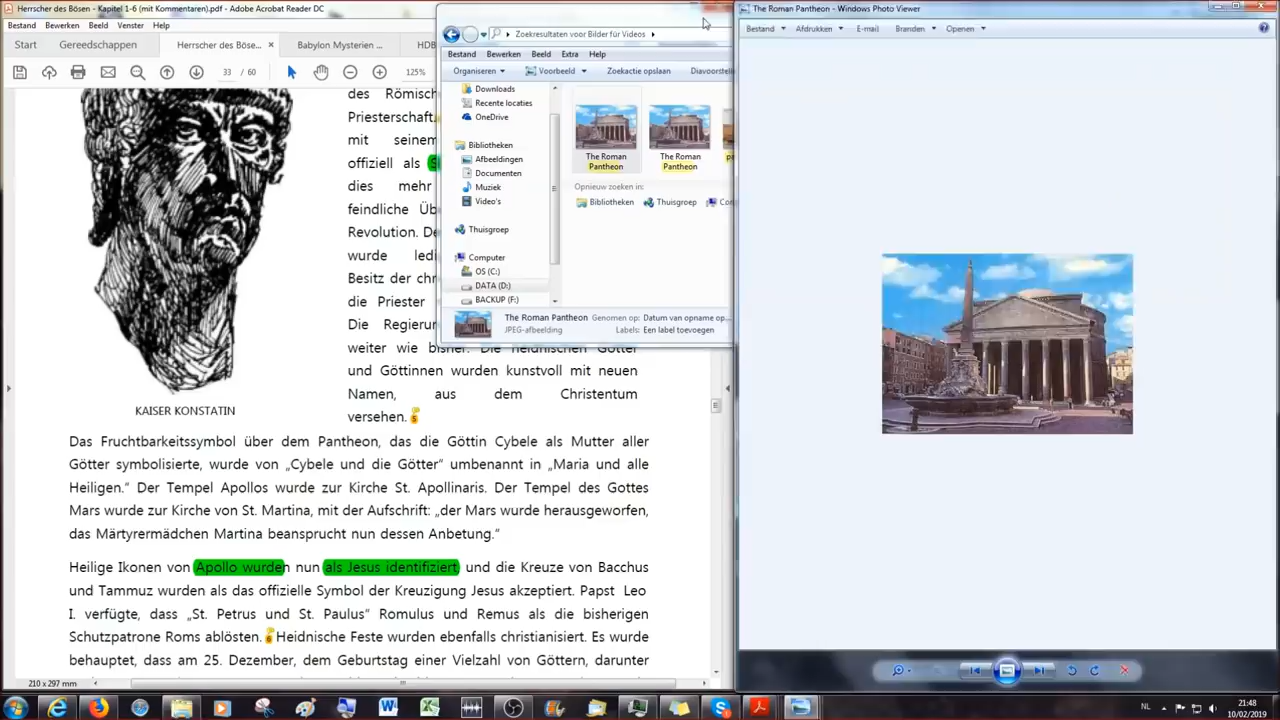 Herrscher des Bösen - Kapitel 1-6 (mit Kommentaren).pdf - Adobe Acrobat Reader DC
Bestand Bewerken Beeld Venster Help
Start Gereedschappen Herrscher des Böse... × Babylon Mysterien ... HDB
33 / 60 125%
des Römische
Priesterschaft
mit seinem
offiziell als
dies mehr
feindliche Üb
Revolution. De
wurde ledi
Besitz der chr
die Priester
Die Regierun
weiter wie bisher. Die heidnischen Götter
und Göttinnen wurden kunstvoll mit neuen
Namen, aus dem Christentum
versehen.
KAISER KONSTATIN
Das Fruchtbarkeitssymbol über dem Pantheon, das die Göttin Cybele als Mutter aller
Götter symbolisierte, wurde von „Cybele und die Götter“ umbenannt in „Maria und alle
Heiligen.“ Der Tempel Apollos wurde zur Kirche St. Apollinaris. Der Tempel des Gottes
Mars wurde zur Kirche von St. Martina, mit der Aufschrift: „der Mars wurde herausgeworfen,
das Märtyrermädchen Martina beansprucht nun dessen Anbetung.“
Heilige Ikonen von Apollo wurden nun als Jesus identifiziert und die Kreuze von Bacchus
und Tammuz wurden als das offizielle Symbol der Kreuzigung Jesus akzeptiert. Papst Leo
I. verfügte, dass „St. Petrus und St. Paulus“ Romulus und Remus als die bisherigen
Schutzpatrone Roms ablösten. Heidnische Feste wurden ebenfalls christianisiert. Es wurde
behauptet, dass am 25. Dezember, dem Geburtstag einer Vielzahl von Göttern, darunter
210 x 297 mm
Zoekresultaten voor Bilder für Videos
Bestand Bewerken Beeld Extra Help
Organiseren Voorbeeld Zoekactie opslaan Diavoorstelli
Downloads
Recente locaties
OneDrive
Bibliotheken
Afbeeldingen
Documenten
Muziek
Video's
Thuisgroep
Computer
OS (C:)
DATA (D:)
BACKUP (F:)
The Roman Pantheon
The Roman Pantheon
pa
Opnieuw zoeken in:
Bibliotheken Thuisgroep Com
The Roman Pantheon Genomen op: Datum van opname op...
JPEG-afbeelding Labels: Een label toevoegen
The Roman Pantheon - Windows Photo Viewer
Bestand Afdrukken E-mail Branden Openen
NL
21:48
10/02/2019